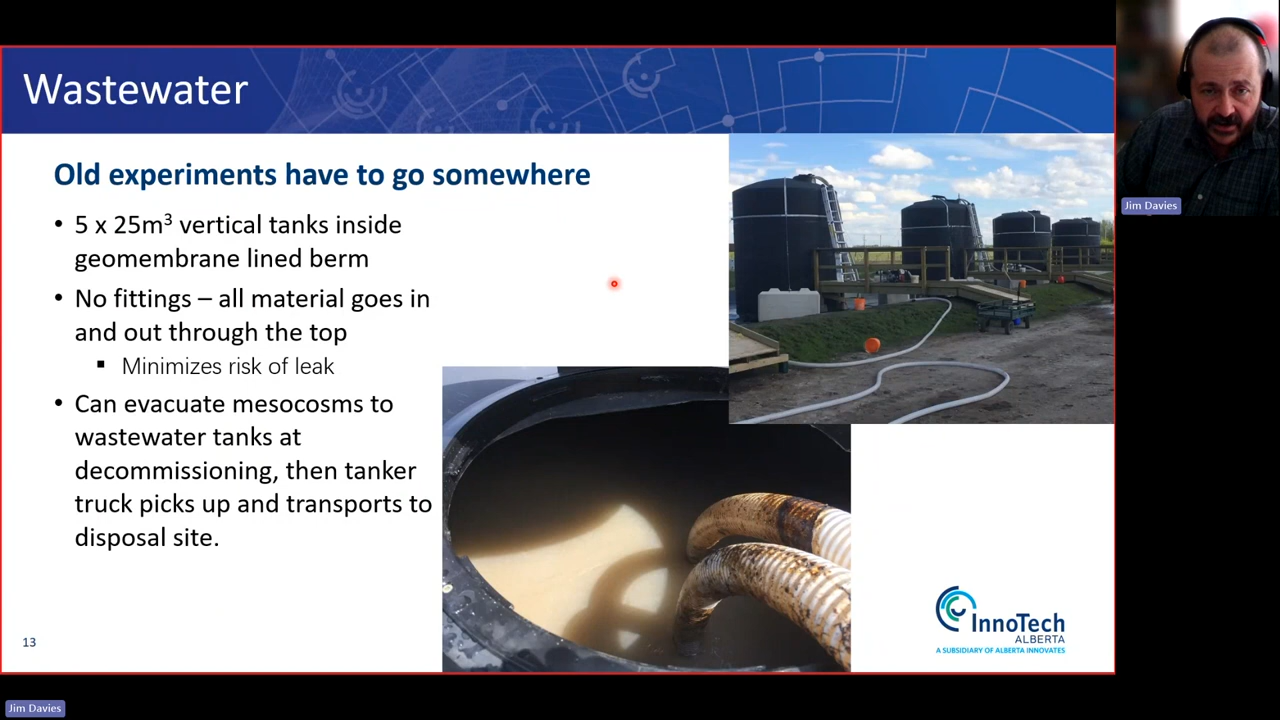 Wastewater
Old experiments have to go somewhere
• 5 x 25m³ vertical tanks inside
geomembrane lined berm
• No fittings – all material goes in
and out through the top
▪ Minimizes risk of leak
• Can evacuate mesocosms to
wastewater tanks at
decommissioning, then tanker
truck picks up and transports to
disposal site.
13
INNOTECH
ALBERTA
A SUBSIDIARY OF ALBERTA INNOVATES
Jim Davies
Jim Davies